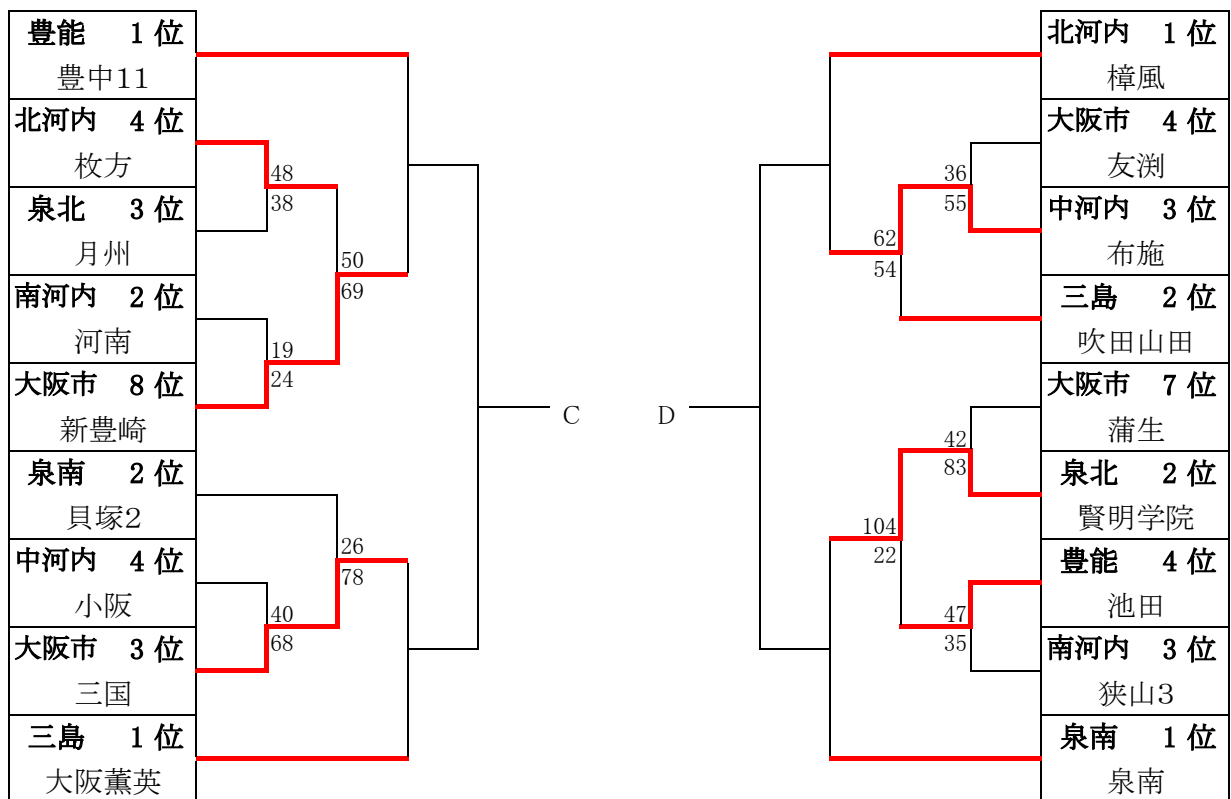 豊能 1位
豊中11
北河内 4位
枚方
泉北 3位
月州
南河内 2位
河南
大阪市 8位
新豊崎
泉南 2位
貝塚2
中河内 4位
小阪
大阪市 3位
三国
三島 1位
大阪薫英
48
38
19
24
50
69
40
68
26
78
C
D
62
54
36
55
104
22
42
83
47
35
北河内 1位
樟風
大阪市 4位
友渕
中河内 3位
布施
三島 2位
吹田山田
大阪市 7位
蒲生
泉北 2位
賢明学院
豊能 4位
池田
南河内 3位
狭山3
泉南 1位
泉南